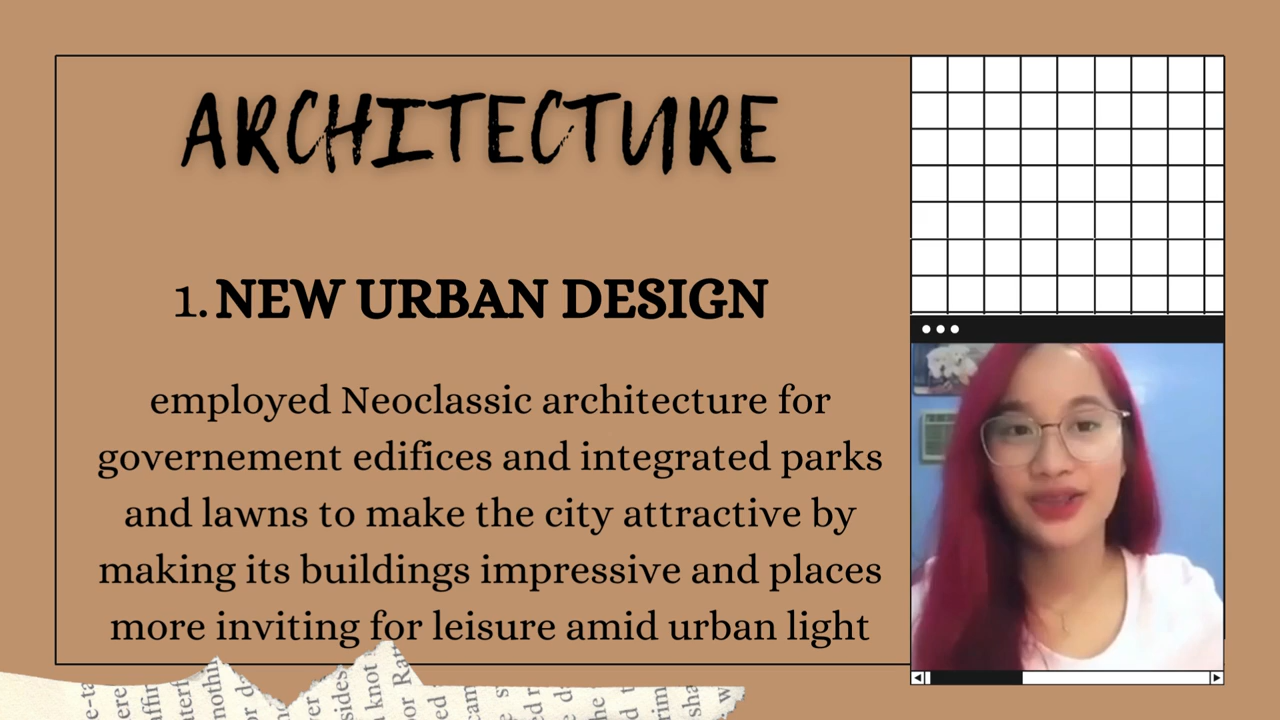 ARCHITECTURE
1. NEW URBAN DESIGN
employed Neoclassic architecture for
governement edifices and integrated parks
and lawns to make the city attractive by
making its buildings impressive and places
more inviting for leisure amid urban light